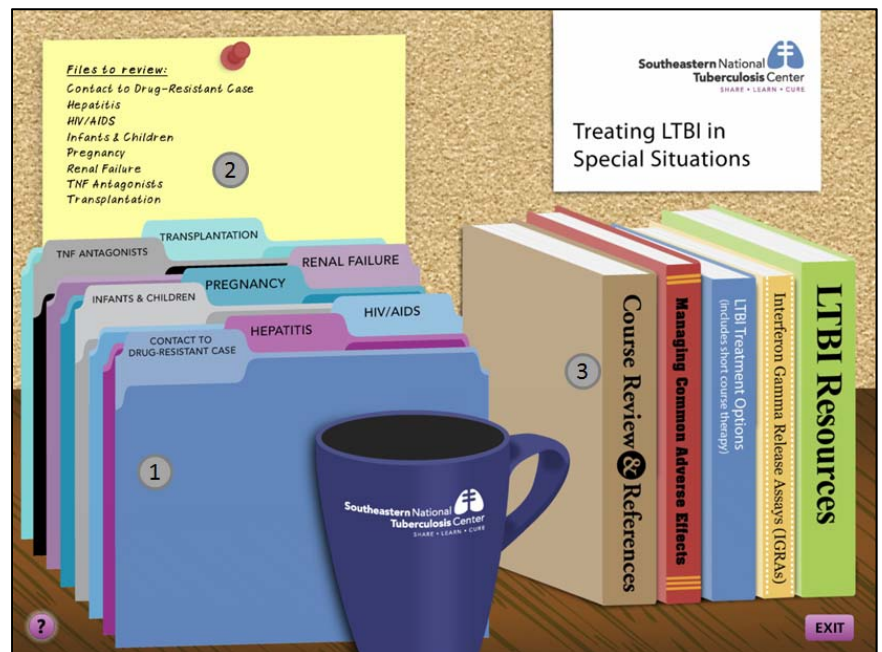 Files to review:
Contact to Drug-Resistant Case
Hepatitis
HIV/AIDS
Infants & Children
Pregnancy
Renal Failure
TNF Antagonists
Transplantation
2
Southeastern National
Tuberculosis Center
SHARE • LEARN • CURE
Treating LTBI in
Special Situations
TRANSPLANTATION
TNF ANTAGONISTS
RENAL FAILURE
PREGNANCY
INFANTS & CHILDREN
HIV/AIDS
HEPATITIS
CONTACT TO
DRUG-RESISTANT CASE
1
Southeastern National
Tuberculosis Center
SHARE • LEARN • CURE
3
Course Review & References
Managing Common Adverse Effects
LTBI Treatment Options
(includes short course therapy)
Interferon Gamma Release Assays (IGRAs)
LTBI Resources
?
EXIT